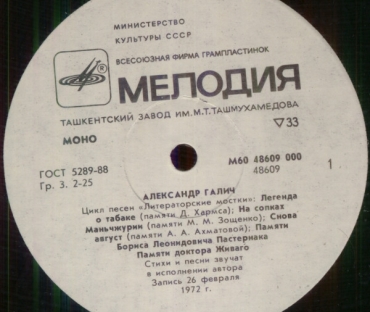 МИНИСТЕРСТВО
КУЛЬТУРЫ СССР
ВСЕСОЮЗНАЯ ФИРМА ГРАМПЛАСТИНОК
МЕЛОДИЯ
ТАШКЕНТСКИЙ ЗАВОД ИМ. М.Т. ТАШМУХАМЕДОВА
МОНО
▽33
ГОСТ 5289-88
Гр. 3. 2-25
М60 48609 000
48609
1
АЛЕКСАНДР ГАЛИЧ
Цикл песен «Литераторские мостки»: Легенда
о табаке (памяти Д. Хармса); На сопках
Маньчжурии (памяти М. М. Зощенко); Снова
август (памяти А. А. Ахматовой); Памяти
Бориса Леонидовича Пастернака
Памяти доктора Живаго
Стихи и песни звучат
в исполнении автора
Запись 26 февраля
1972 г.